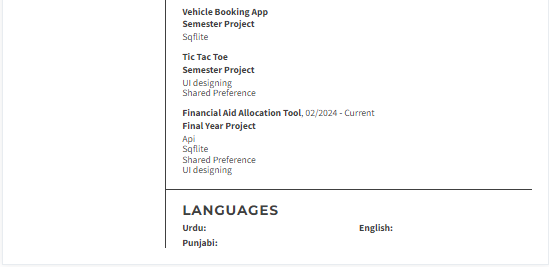 Vehicle Booking App
Semester Project
Sqflite
Tic Tac Toe
Semester Project
UI designing
Shared Preference
Financial Aid Allocation Tool, 02/2024 - Current
Final Year Project
Api
Sqflite
Shared Preference
UI designing
LANGUAGES
Urdu: English:
Punjabi: